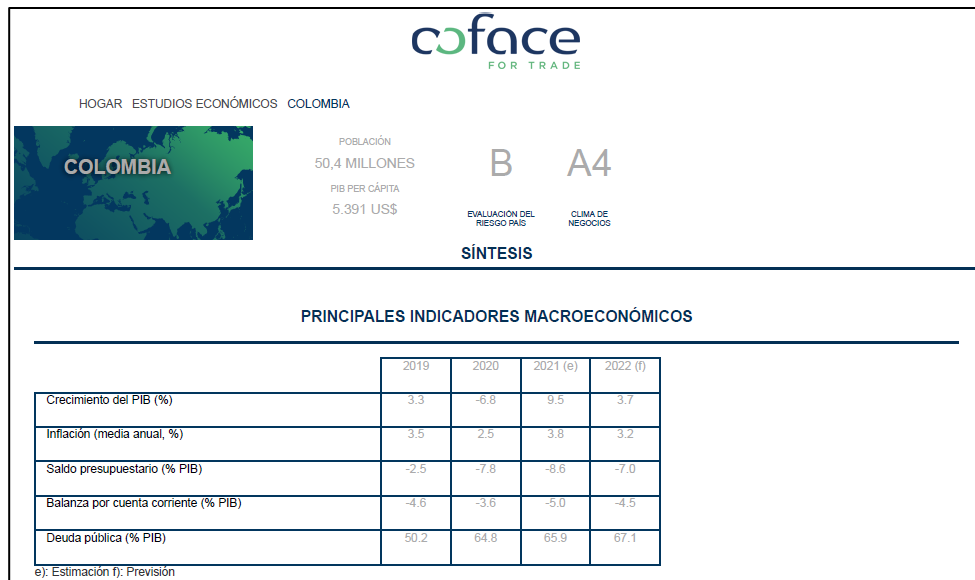 coface
FOR TRADE
HOGAR ESTUDIOS ECONÓMICOS COLOMBIA
COLOMBIA
POBLACIÓN
50,4 MILLONES
PIB PER CÁPITA
5.391 US$
B
EVALUACIÓN DEL
RIESGO PAÍS
A4
CLIMA DE
NEGOCIOS
SÍNTESIS
PRINCIPALES INDICADORES MACROECONÓMICOS
2019 2020 2021 (e) 2022 (f)
Crecimiento del PIB (%) 3.3 -6.8 9.5 3.7
Inflación (media anual, %) 3.5 2.5 3.8 3.2
Saldo presupuestario (% PIB) -2.5 -7.8 -8.6 -7.0
Balanza por cuenta corriente (% PIB) -4.6 -3.6 -5.0 -4.5
Deuda pública (% PIB) 50.2 64.8 65.9 67.1
e): Estimación f): Previsión